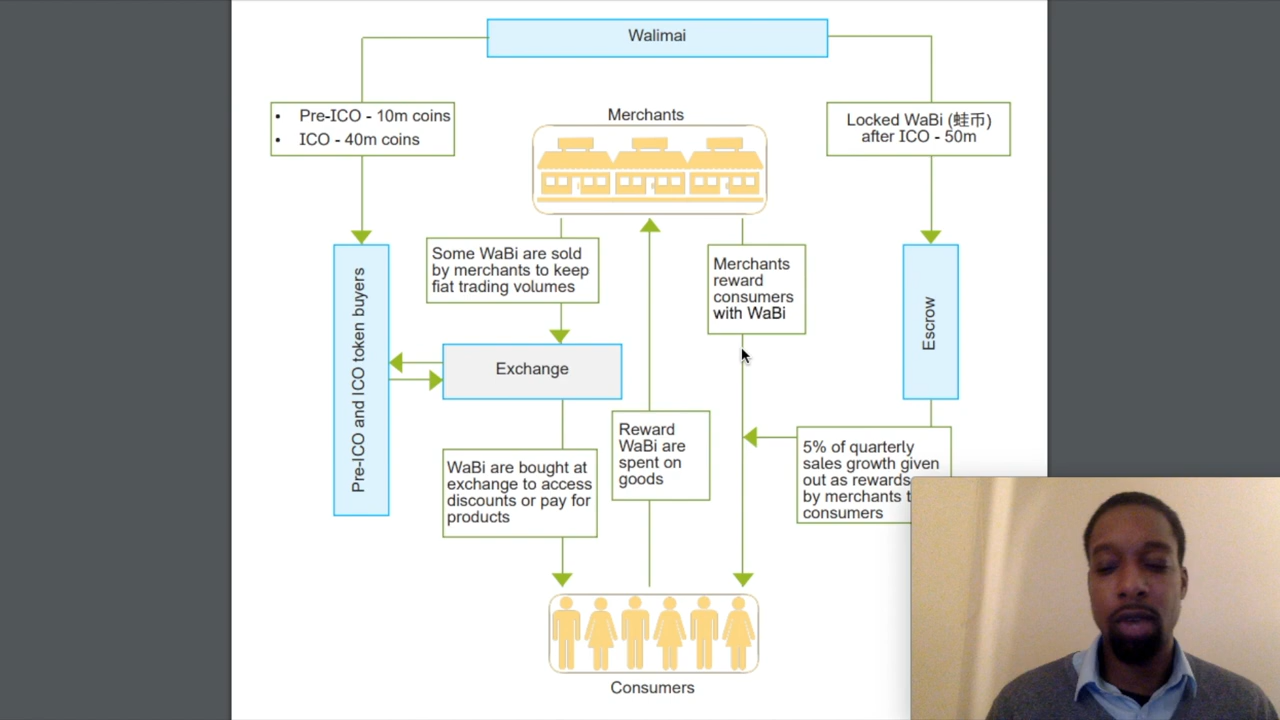 Walimai
• Pre-ICO - 10m coins
• ICO - 40m coins
Merchants
Locked WaBi (蛙币)
after ICO - 50m
Some WaBi are sold
by merchants to keep
fiat trading volumes
Merchants
reward
consumers
with WaBi
Pre-ICO and ICO token buyers
Exchange
Escrow
Reward
WaBi are
spent on
goods
WaBi are bought at
exchange to access
discounts or pay for
products
5% of quarterly
sales growth given
out as rewards
by merchants
consumers
Consumers